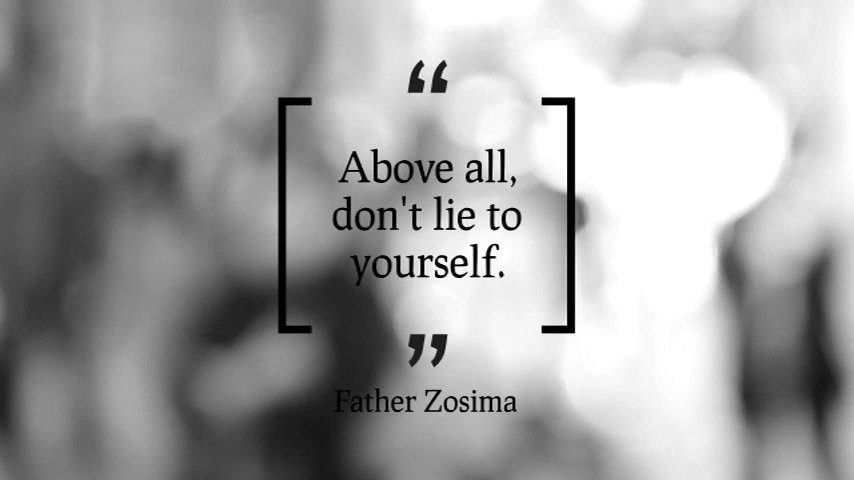 “
Above all,
don't lie to
yourself.
”
Father Zosima